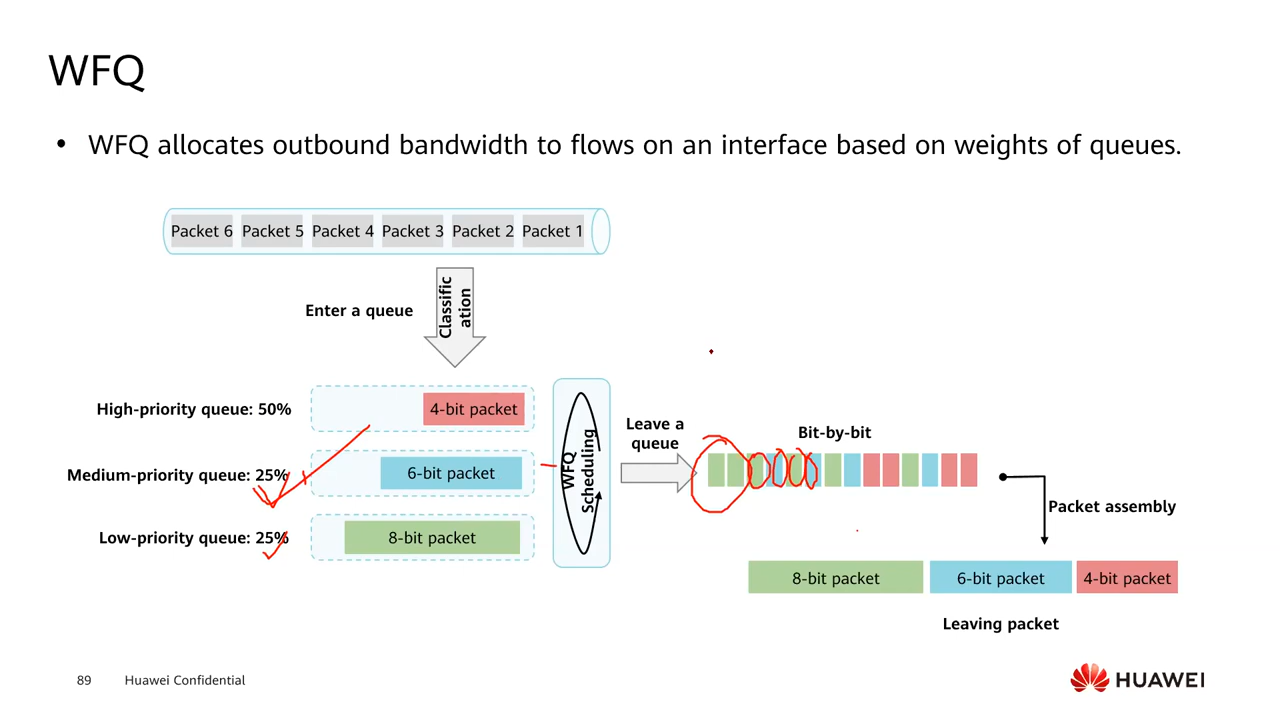 WFQ
• WFQ allocates outbound bandwidth to flows on an interface based on weights of queues.
Packet 6 Packet 5 Packet 4 Packet 3 Packet 2 Packet 1
Enter a queue
Classific
ation
High-priority queue: 50%
4-bit packet
Medium-priority queue: 25%
6-bit packet
Low-priority queue: 25%
8-bit packet
WFQ
Scheduling
Leave a
queue
Bit-by-bit
Packet assembly
8-bit packet 6-bit packet 4-bit packet
Leaving packet
89 Huawei Confidential
HUAWEI